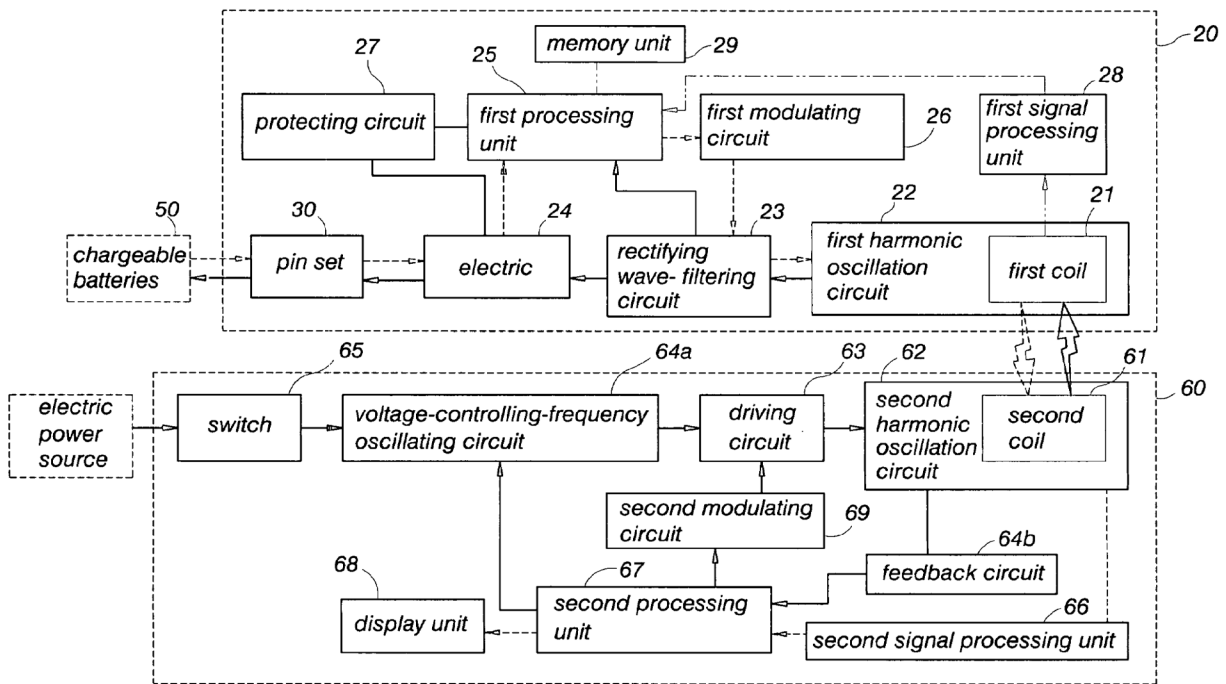 20
memory unit
29
27
25
28
protecting circuit
first processing
unit
first modulating
circuit
26
first signal
processing
unit
50
30
24
23
22
21
chargeable
batteries
pin set
electric
rectifying
wave- filtering
circuit
first harmonic
oscillation
circuit
first coil
65
64a
63
62
61
60
electric
power
source
switch
voltage-controlling-frequency
oscillating circuit
driving
circuit
second
harmonic
oscillation
circuit
second
coil
second modulating
circuit
69
64b
feedback circuit
68
67
66
display unit
second processing
unit
second signal processing unit